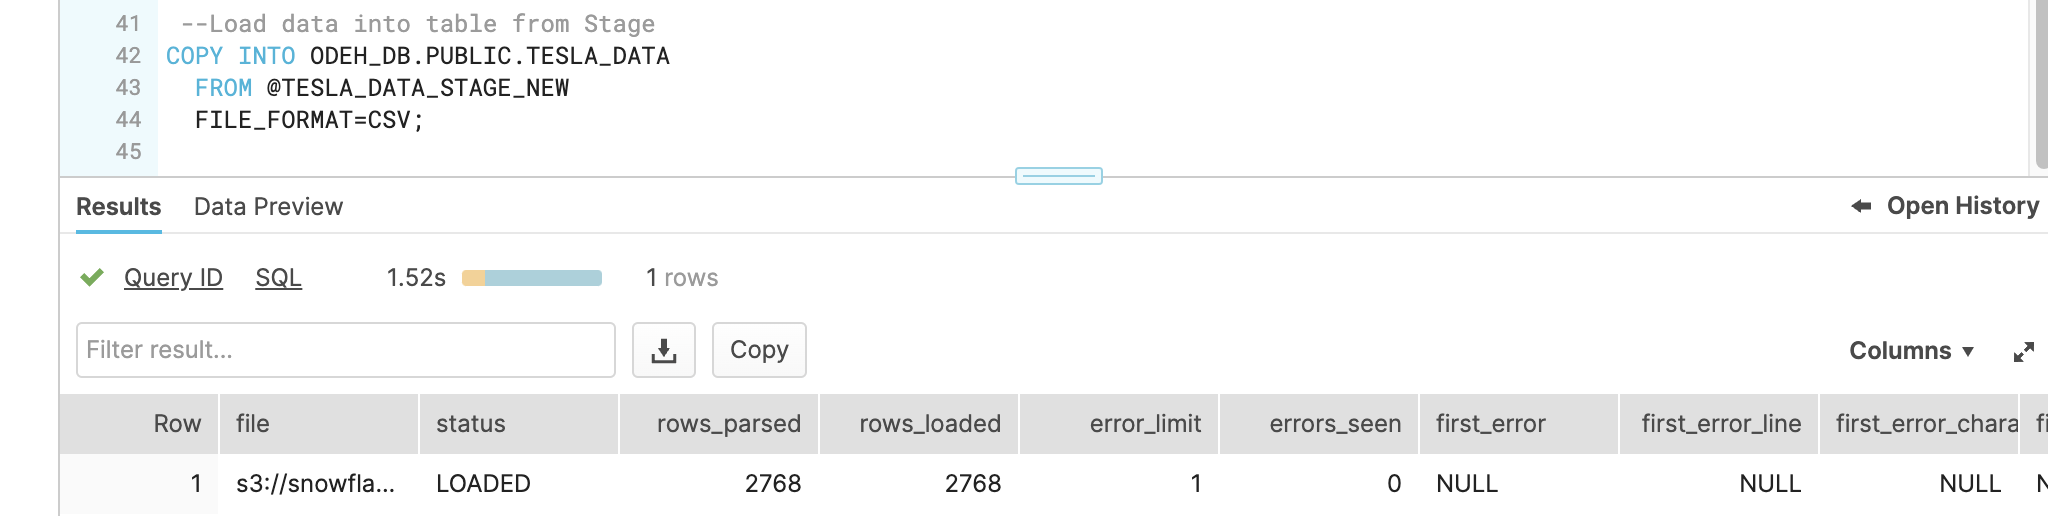 41 --Load data into table from Stage
42 COPY INTO ODEH_DB.PUBLIC.TESLA_DATA
43 FROM @TESLA_DATA_STAGE_NEW
44 FILE_FORMAT=CSV;
45
Results Data Preview Open History
Query ID SQL 1.52s 1 rows
Filter result... Copy Columns
Row file status rows_parsed rows_loaded error_limit errors_seen first_error first_error_line first_error_chara fi
1 s3://snowfla... LOADED 2768 2768 1 0 NULL NULL NULL N